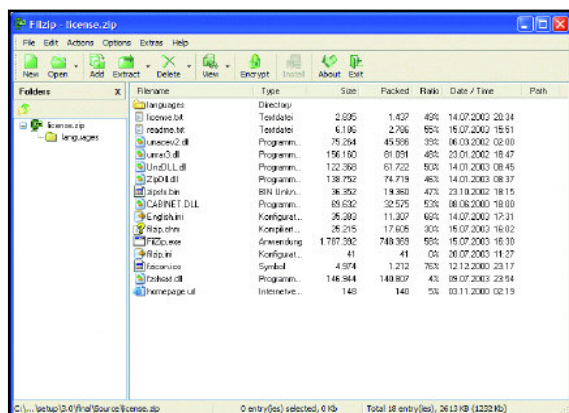 Filzip - license.zip
File Edit Actions Options Extras Help
New Open Add Extract Delete View Encrypt Install About Exit
Folders X
license.zip
languages
Filename Type Size Packed Ratio Date / Time Path
languages Directory
license.txt Textdatei 2.895 1.437 49% 14.07.2003 20:34
readme.txt Textdatei 6.186 2.766 55% 15.07.2003 15:51
unacev2.dll Programm... 75.264 45.586 39% 06.03.2002 02:00
unrar3.dll Programm... 156.160 81.091 48% 23.01.2002 18:47
UnzDLL.dll Programm... 122.368 61.722 50% 14.01.2003 08:45
ZipDll.dll Programm... 138.752 74.719 46% 14.01.2003 08:37
zipsfx.bin BIN Unkn... 36.352 19.360 47% 23.10.2002 18:15
CABINET.DLL Programm... 69.632 32.575 53% 08.06.2000 18:00
English.ini Konfigurat... 35.383 11.307 68% 14.07.2003 17:31
filzip.chm Kompiliert... 25.215 17.605 30% 15.07.2003 16:02
FilZip.exe Anwendung 1.787.392 748.369 58% 15.07.2003 16:30
filzip.ini Konfigurat... 41 41 0% 20.07.2003 11:27
fzicon.ico Symbol 4.974 1.212 76% 12.12.2000 23:17
fzshext.dll Programm... 146.944 140.807 4% 09.07.2003 23:54
homepage.url Internetve... 148 140 5% 03.11.2000 02:19
C:\...\setup\3.0\final\Source\license.zip 0 entry(ies) selected, 0 Kb Total 18 entry(ies), 2613 KB (1232 Kb)